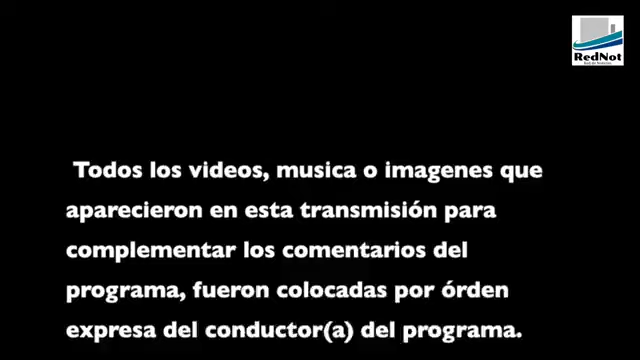 RedNot
Todos los videos, musica o imagenes que
aparecieron en esta transmisión para
complementar los comentarios del
programa, fueron colocadas por órden
expresa del conductor(a) del programa.